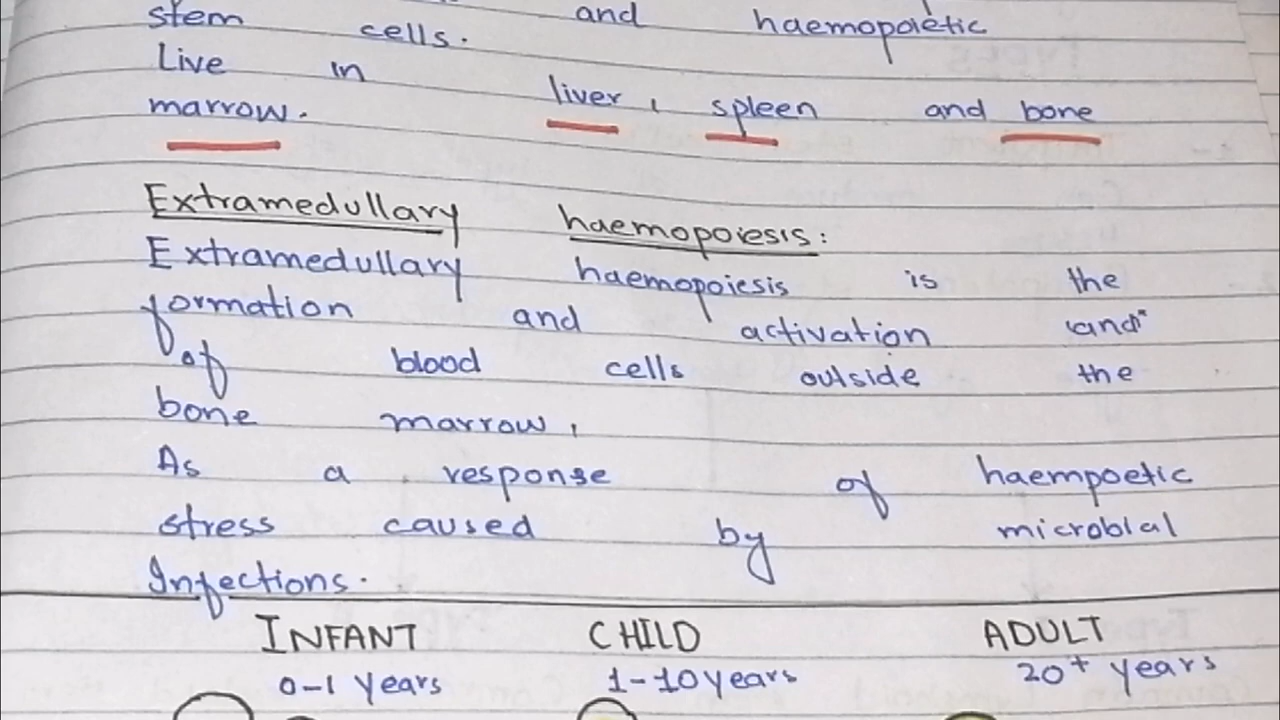 stem cells. and haemopoietic
Live in liver, spleen and bone
marrow.
Extramedullary haemopoiesis:
Extramedullary haemopoiesis is the
formation and activation "and"
of blood cells outside the
bone marrow,
As a response of haempoetic
stress caused by microbial
Infections.
INFANT CHILD ADULT
0-1 years 1-10 years 20+ years